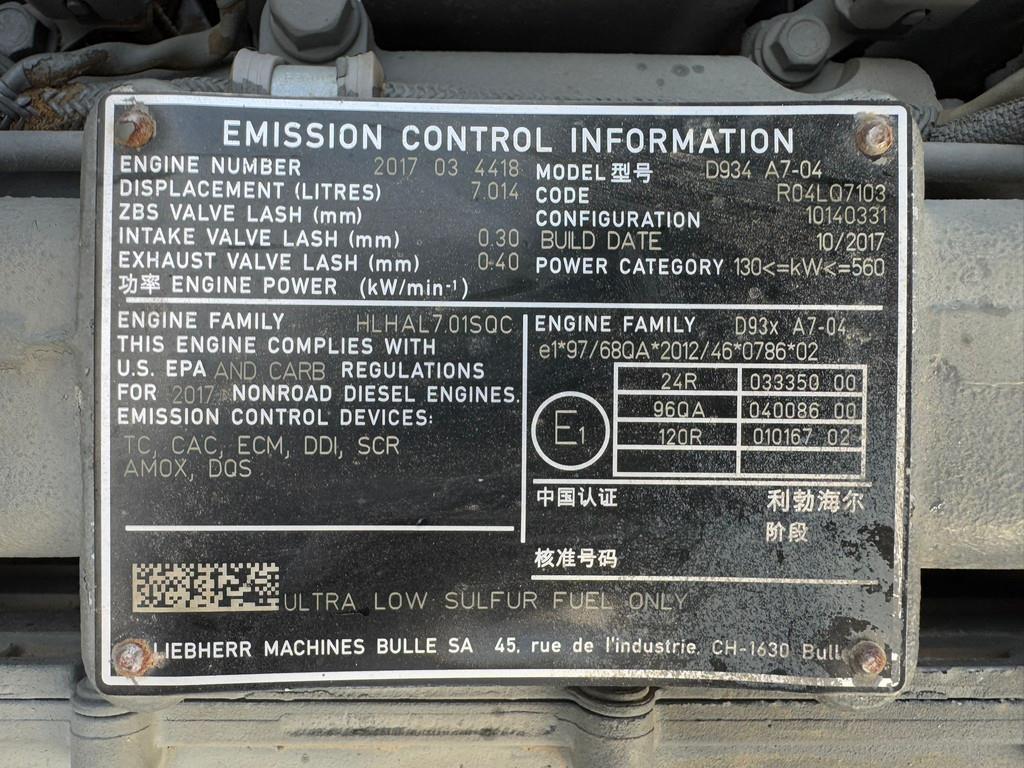 EMISSION CONTROL INFORMATION
ENGINE NUMBER 2017 03 4418
DISPLACEMENT (LITRES) 7.014
ZBS VALVE LASH (mm)
INTAKE VALVE LASH (mm) 0.30
EXHAUST VALVE LASH (mm) 0.40
功率 ENGINE POWER (kW/min-¹)
MODEL 型号 D934 A7-04
CODE R04LQ7103
CONFIGURATION 10140331
BUILD DATE 10/2017
POWER CATEGORY 130<=kW<=560
ENGINE FAMILY HLHAL7.01SQC
THIS ENGINE COMPLIES WITH
U.S. EPA AND CARB REGULATIONS
FOR 2017 NONROAD DIESEL ENGINES.
EMISSION CONTROL DEVICES:
TC, CAC, ECM, DDI, SCR
AMOX, DQS
ENGINE FAMILY D93x A7-04
e1*97/68QA*2012/46*0786*02
E1
24R 033350 00
96QA 040086 00
120R 010167 02
中国认证 利勃海尔
阶段
核准号码
ULTRA LOW SULFUR FUEL ONLY
LIEBHERR MACHINES BULLE SA 45, rue de l'industrie. CH-1630